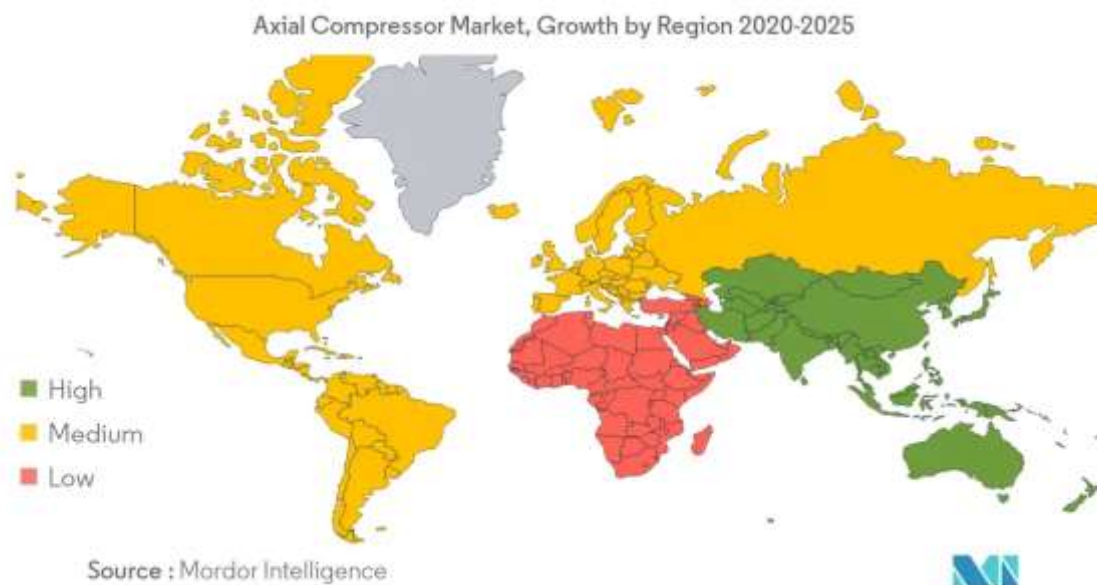 Axial Compressor Market, Growth by Region 2020-2025
High
Medium
Low
Source : Mordor Intelligence